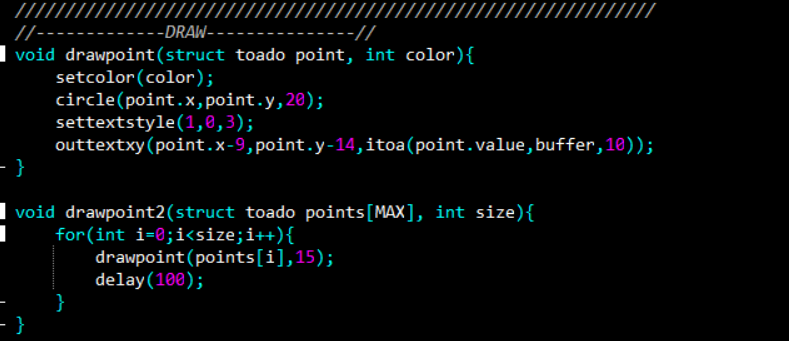 ////////////////////////////////////////////////////////////////
//-------------DRAW---------------//
void drawpoint(struct toado point, int color){
    setcolor(color);
    circle(point.x,point.y,20);
    settextstyle(1,0,3);
    outtextxy(point.x-9,point.y-14,itoa(point.value,buffer,10));
}

void drawpoint2(struct toado points[MAX], int size){
    for(int i=0;i<size;i++){
        drawpoint(points[i],15);
        delay(100);
    }
}